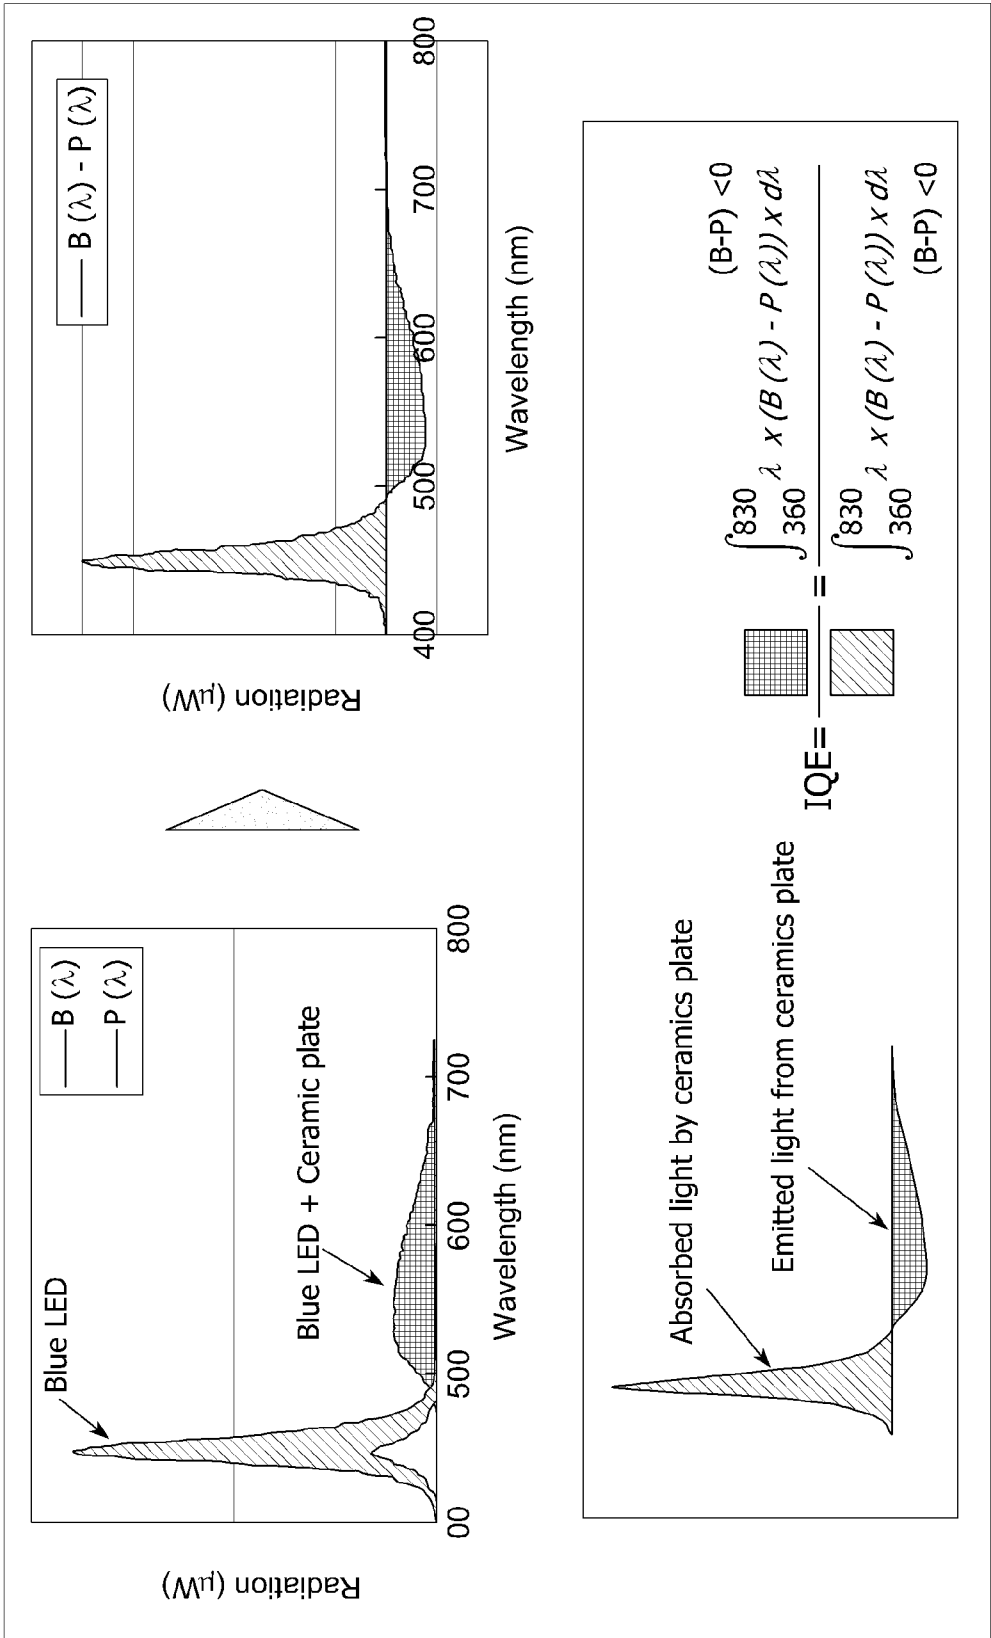 B (λ)
P (λ)
Blue LED
Blue LED + Ceramic plate
Radiation (μW)
00 500 600 700 800
Wavelength (nm)
B (λ) - P (λ)
Radiation (μW)
400 500 600 700 800
Wavelength (nm)
Absorbed light by ceramics plate
Emitted light from ceramics plate
(B-P) <0
∫830 360 λ x (B (λ) - P (λ)) x dλ
IQE= =
∫830 360 λ x (B (λ) - P (λ)) x dλ
(B-P) <0